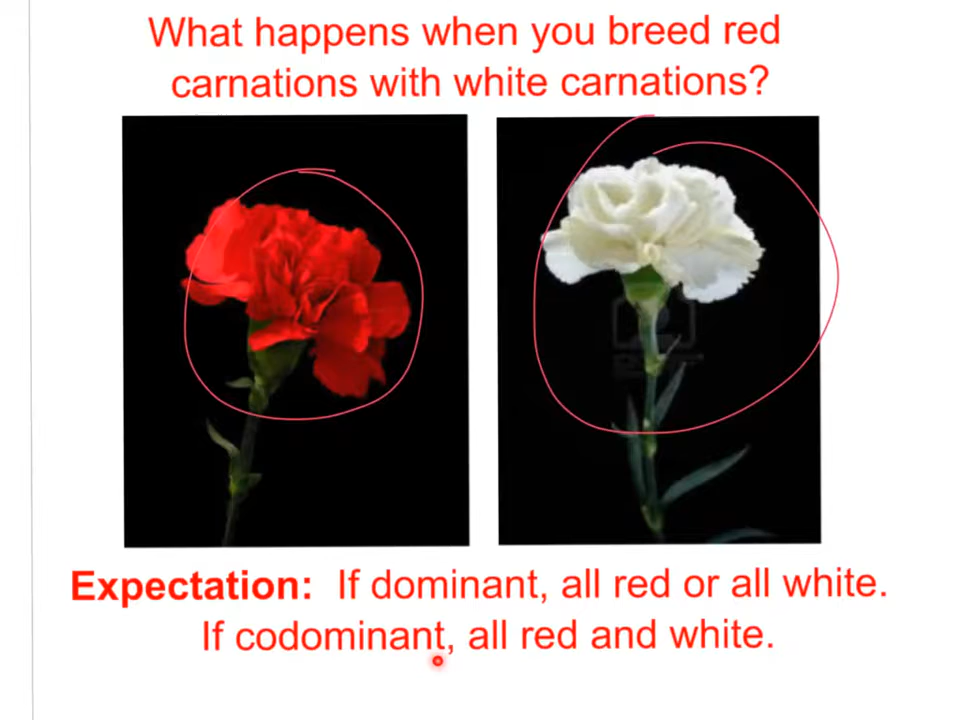 What happens when you breed red
carnations with white carnations?
Expectation: If dominant, all red or all white.
If codominant, all red and white.